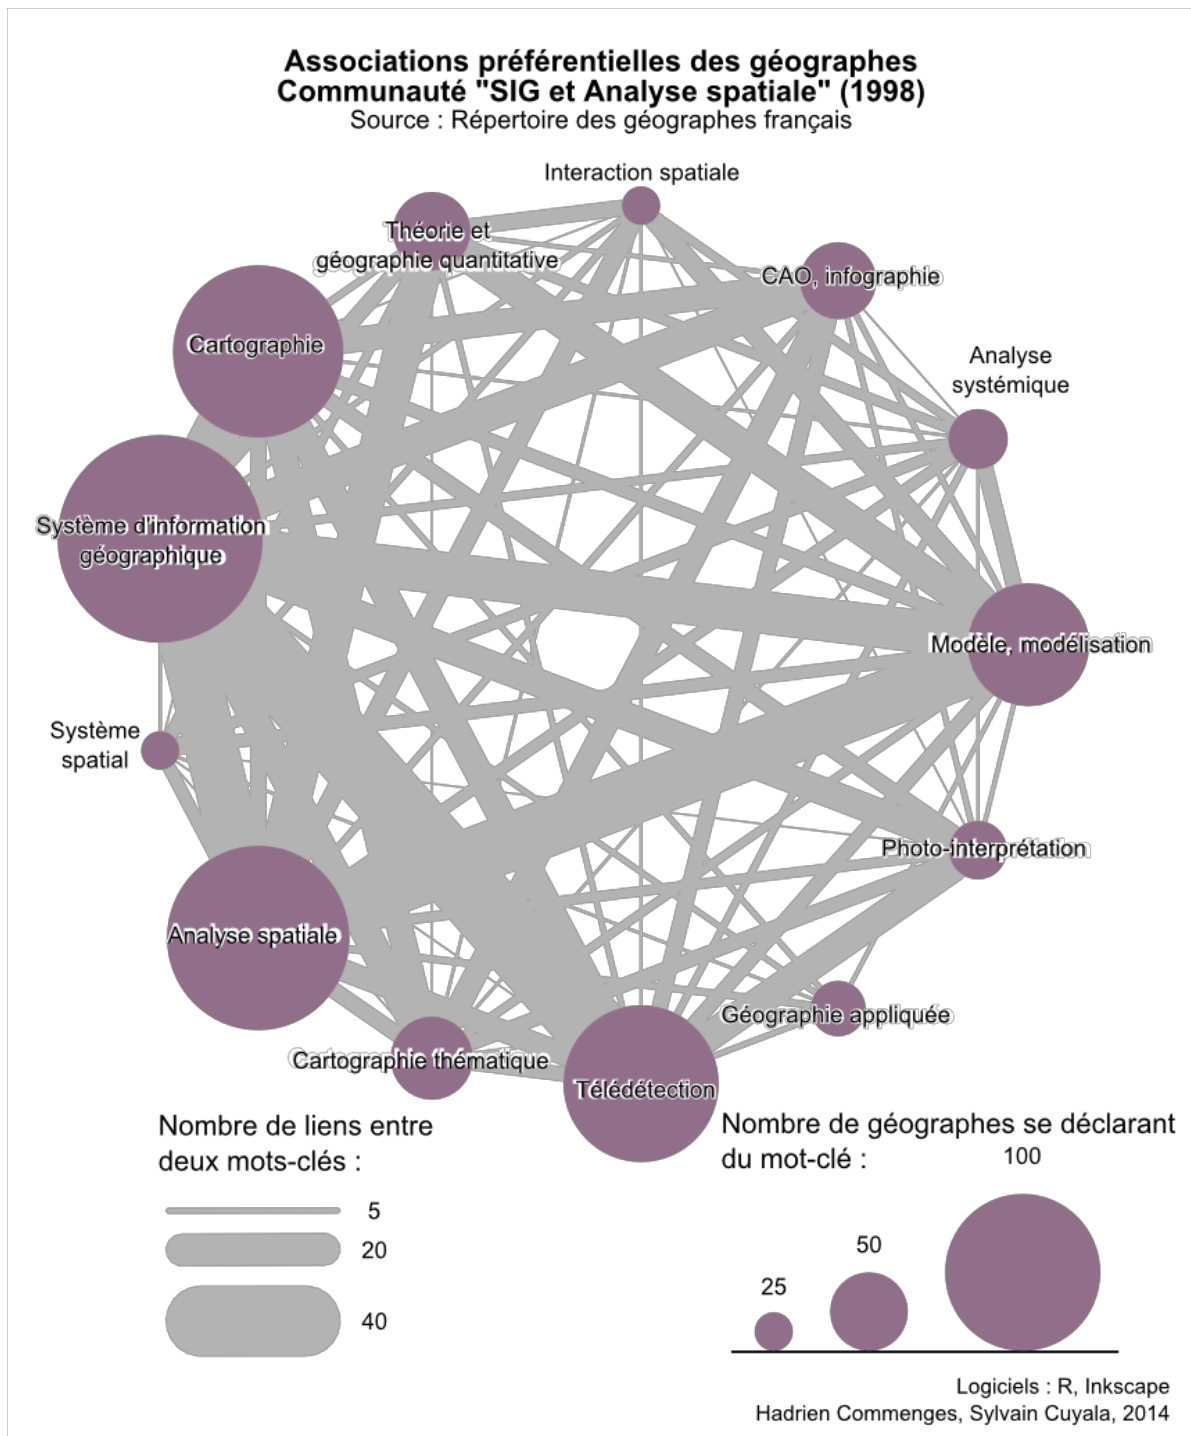 Associations préférentielles des géographes
Communauté "SIG et Analyse spatiale" (1998)
Source : Répertoire des géographes français
Interaction spatiale
Théorie et
géographie quantitative
CAO, infographie
Cartographie
Analyse
systémique
Système d'information
géographique
Modèle, modélisation
Système
spatial
Photo-interprétation
Analyse spatiale
Géographie appliquée
Cartographie thématique
Télédétection
Nombre de liens entre
deux mots-clés :
5
20
40
Nombre de géographes se déclarant
du mot-clé :
100
50
25
Logiciels : R, Inkscape
Hadrien Commenges, Sylvain Cuyala, 2014